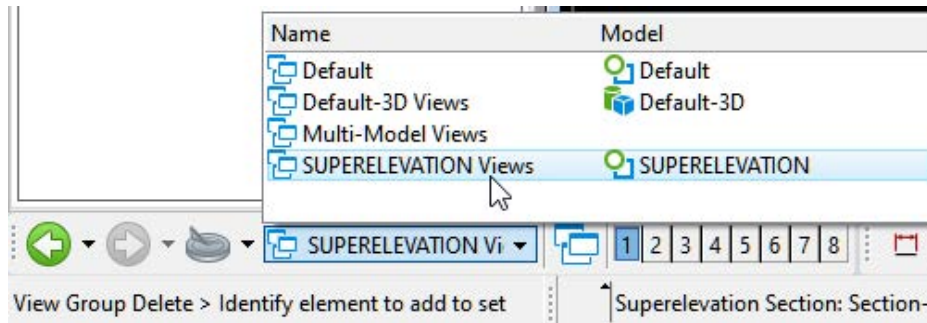 Name Model
Default Default
Default-3D Views Default-3D
Multi-Model Views
SUPERELEVATION Views SUPERELEVATION
SUPERELEVATION Vi 1 2 3 4 5 6 7 8
View Group Delete > Identify element to add to set Superelevation Section: Section-